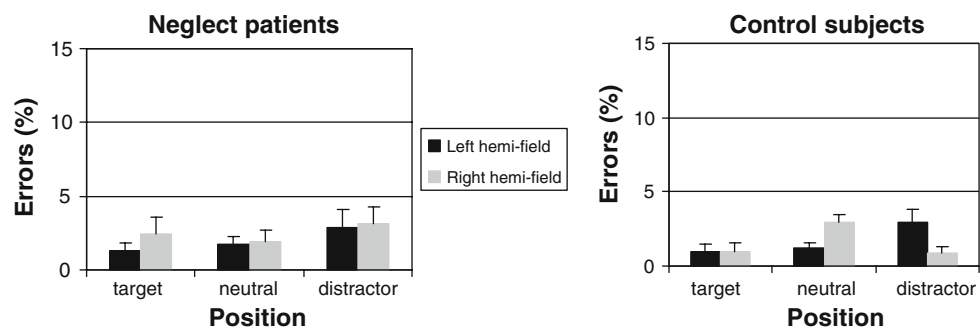 Neglect patients
15
10
5
0
Errors (%)
target neutral distractor
Position
Left hemi-field
Right hemi-field
Control subjects
15
10
5
0
Errors (%)
target neutral distractor
Position